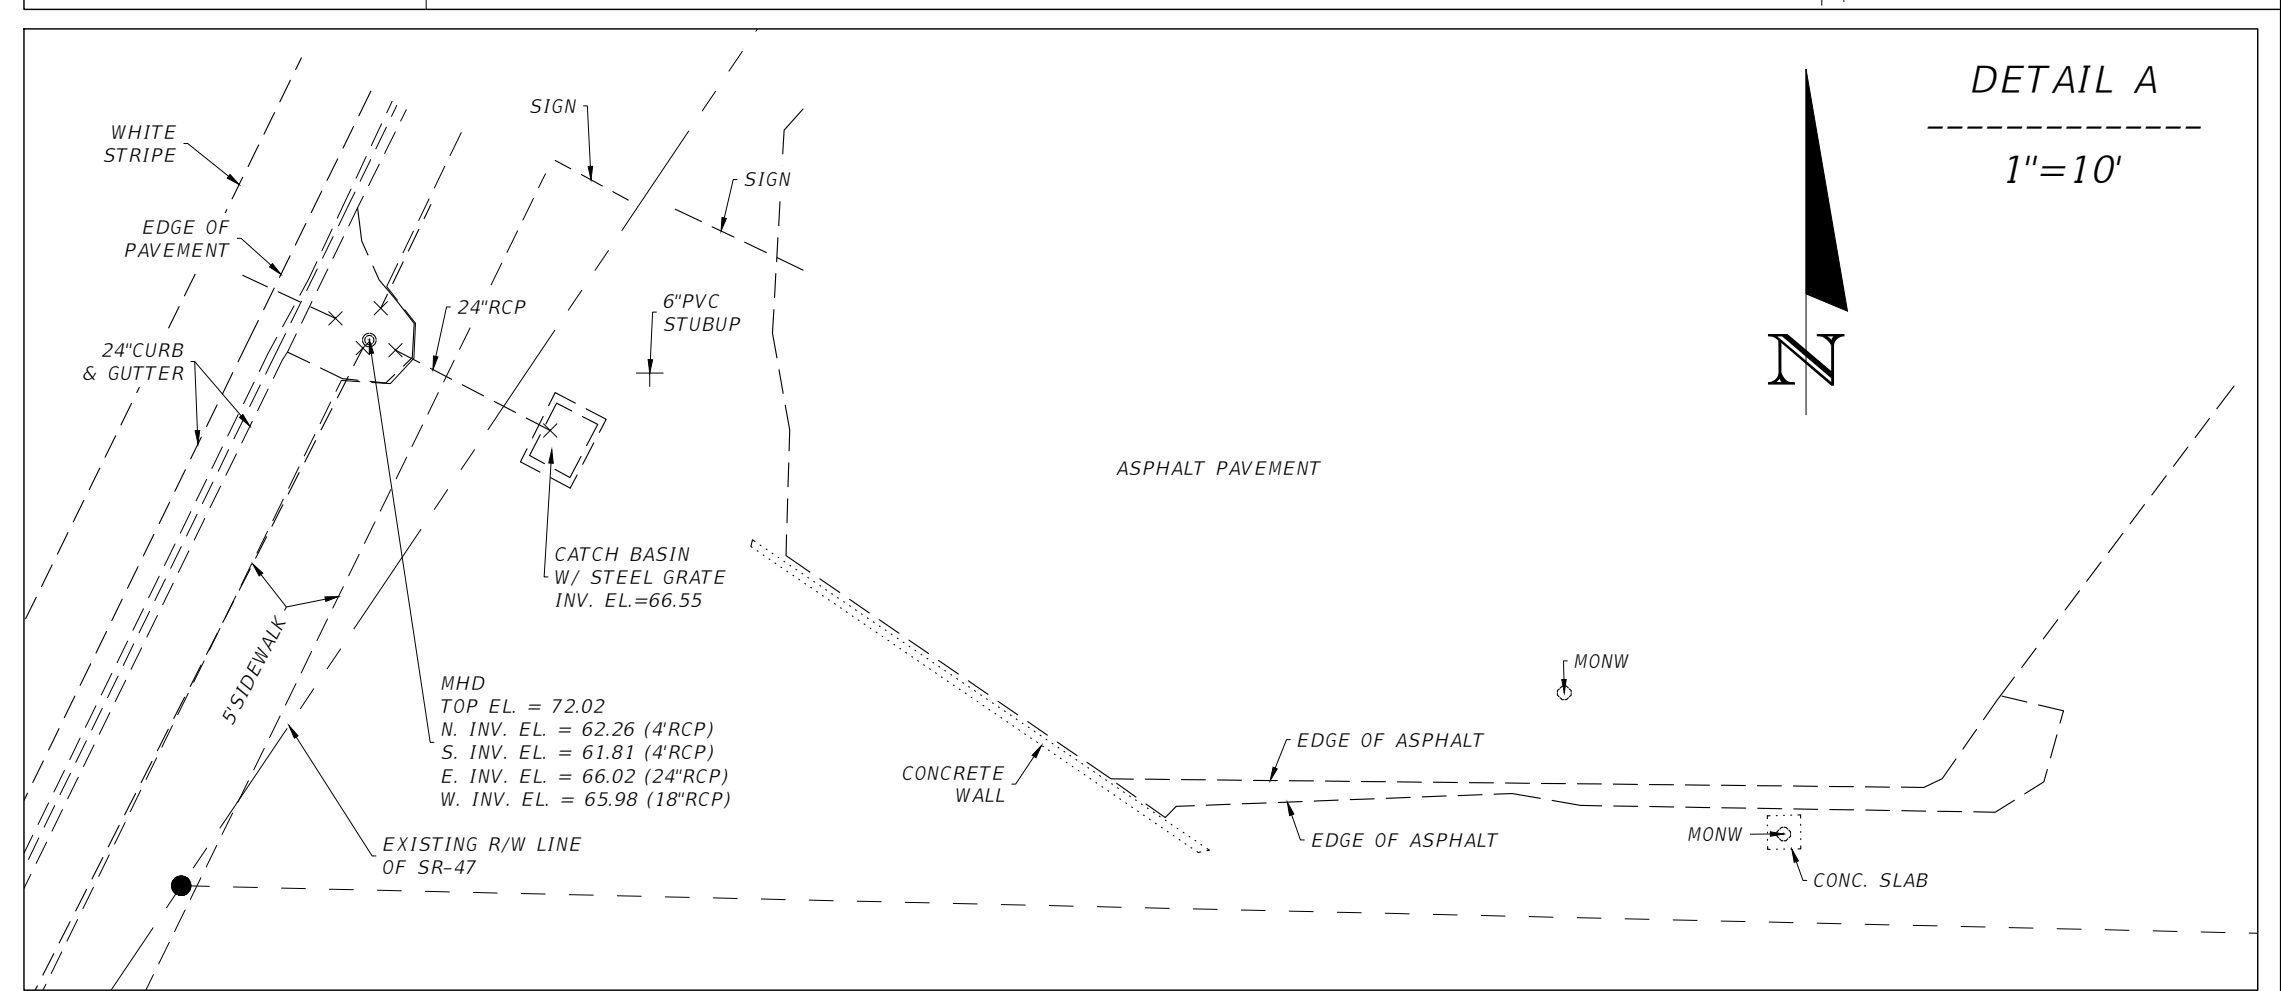 DETAIL A
1"=10'
N
WHITE
STRIPE
SIGN
SIGN
EDGE OF
PAVEMENT
24"RCP
6"PVC
STUBUP
24"CURB
& GUTTER
ASPHALT PAVEMENT
CATCH BASIN
W/ STEEL GRATE
INV. EL.=66.55
5'SIDEWALK
MHD
TOP EL. = 72.02
N. INV. EL. = 62.26 (4'RCP)
S. INV. EL. = 61.81 (4'RCP)
E. INV. EL. = 66.02 (24"RCP)
W. INV. EL. = 65.98 (18"RCP)
MONW
EDGE OF ASPHALT
CONCRETE
WALL
EDGE OF ASPHALT
MONW
CONC. SLAB
EXISTING R/W LINE
OF SR-47